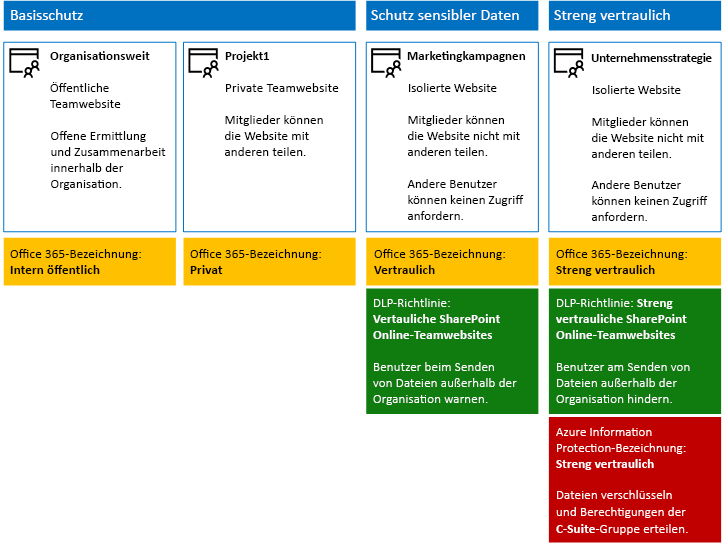 Basisschutz
Schutz sensibler Daten
Streng vertraulich
Organisationsweit
Öffentliche
Teamwebsite
Offene Ermittlung
und Zusammenarbeit
innerhalb der
Organisation.
Projekt1
Private Teamwebsite
Mitglieder können
die Website mit
anderen teilen.
Marketingkampagnen
Isolierte Website
Mitglieder können
die Website nicht mit
anderen teilen.
Andere Benutzer
können keinen Zugriff
anfordern.
Unternehmensstrategie
Isolierte Website
Mitglieder können
die Website nicht mit
anderen teilen.
Andere Benutzer
können keinen Zugriff
anfordern.
Office 365-Bezeichnung:
Intern öffentlich
Office 365-Bezeichnung:
Privat
Office 365-Bezeichnung:
Vertraulich
Office 365-Bezeichnung:
Streng vertraulich
DLP-Richtlinie:
Vertauliche SharePoint
Online-Teamwebsites
Benutzer beim Senden
von Dateien außerhalb der
Organisation warnen.
DLP-Richtlinie: Streng
vertrauliche SharePoint
Online-Teamwebsites
Benutzer am Senden von
Dateien außerhalb der
Organisation hindern.
Azure Information
Protection-Bezeichnung:
Streng vertraulich
Dateien verschlüsseln
und Berechtigungen der
C-Suite-Gruppe erteilen.